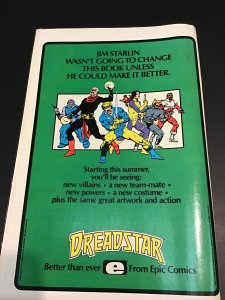 JIM STARLIN
WASN'T GOING TO CHANGE
THIS BOOK UNLESS
HE COULD MAKE IT BETTER.
Starting this summer,
you'll be seeing:
new villains • a new team-mate •
new powers • a new costume •
plus the same great artwork and action
DREADSTAR
Better than ever e From Epic Comics